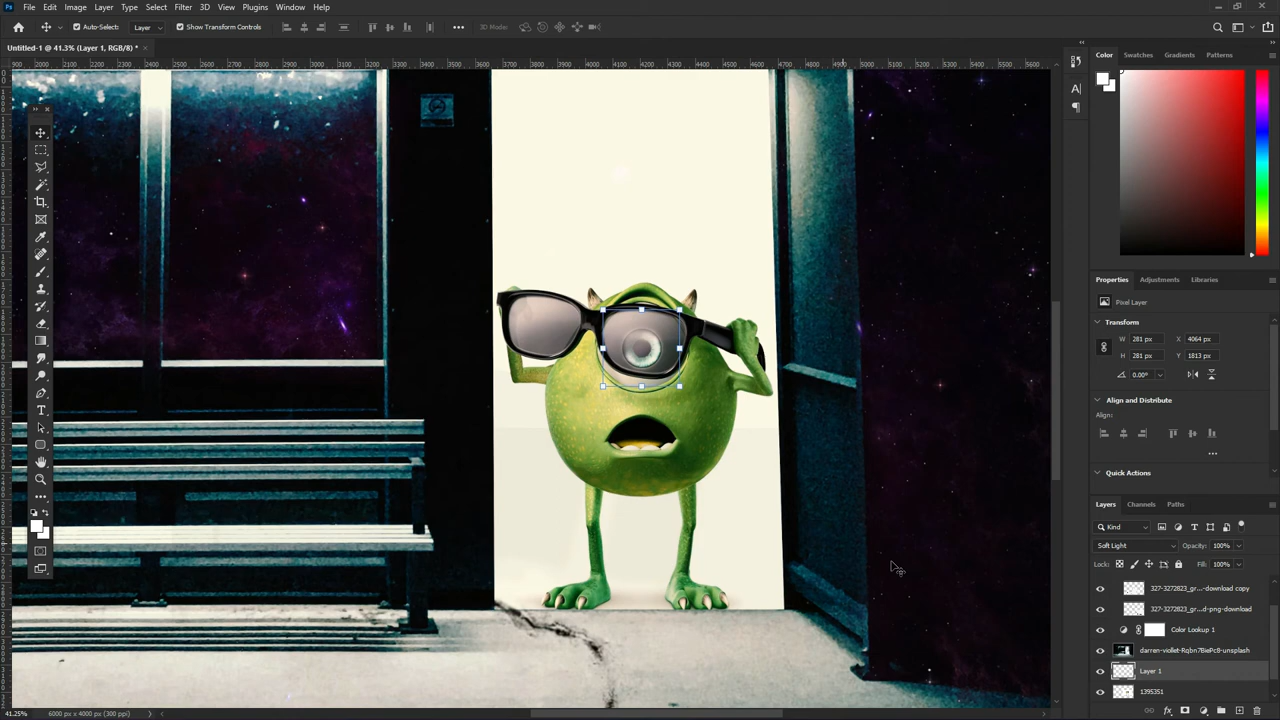 Ps File Edit Image Layer Type Select Filter 3D View Plugins Window Help
Auto-Select: Layer Show Transform Controls 3D Mode:
Untitled-1 @ 41.3% (Layer 1, RGB/8) *
Color Swatches Gradients Patterns
Properties Adjustments Libraries
Pixel Layer
Transform
W 281 px X 4064 px
H 281 px Y 1813 px
0.00°
Align and Distribute
Align:
Quick Actions
Layers Channels Paths
Kind
Soft Light Opacity: 100%
Lock: Fill: 100%
327-3272823_gr...-download copy
327-3272823_gr...d-png-download
Color Lookup 1
darren-viollet-Rqbn7BiePc8-unsplash
Layer 1
1395351
41.25% 6000 px x 4000 px (300 ppi)